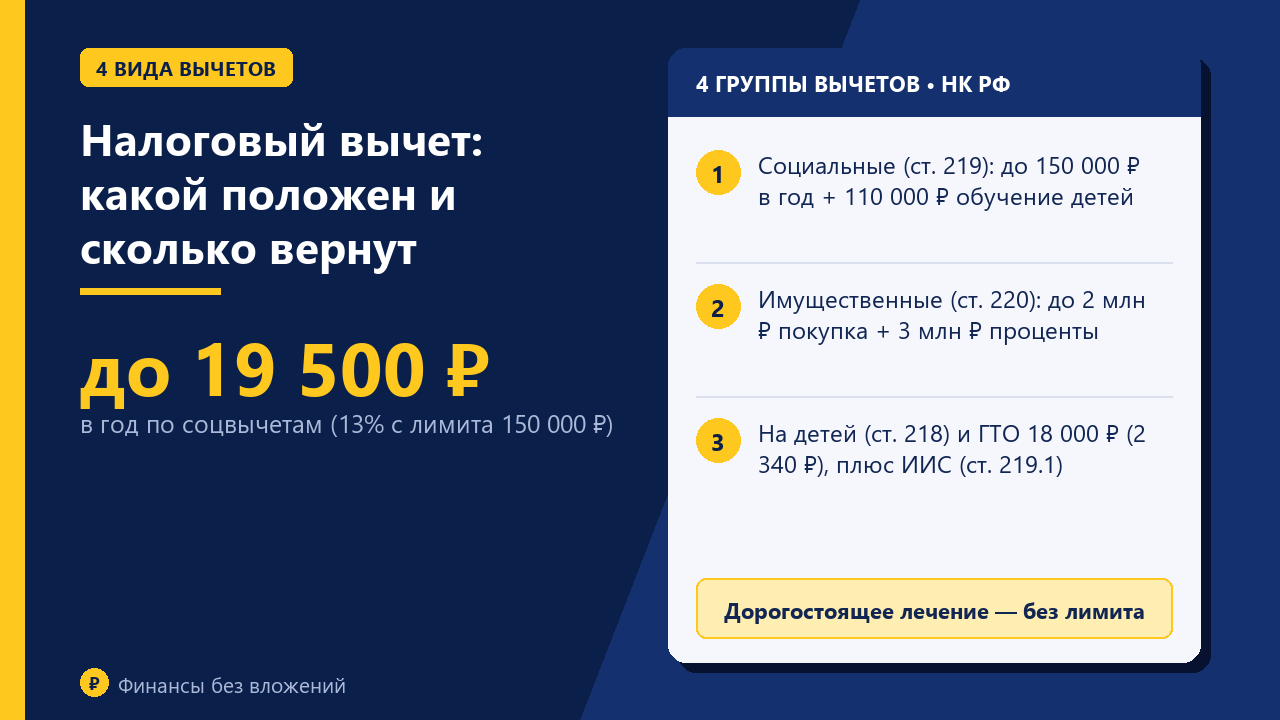 4 ВИДА ВЫЧЕТОВ
Налоговый вычет:
какой положен и
сколько вернут
до 19 500 ₽
в год по соцвычетам (13% с лимита 150 000 ₽)
₽ Финансы без вложений
4 ГРУППЫ ВЫЧЕТОВ • НК РФ
1 Социальные (ст. 219): до 150 000 ₽
в год + 110 000 ₽ обучение детей
2 Имущественные (ст. 220): до 2 млн
₽ покупка + 3 млн ₽ проценты
3 На детей (ст. 218) и ГТО 18 000 ₽ (2
340 ₽), плюс ИИС (ст. 219.1)
Дорогостоящее лечение — без лимита